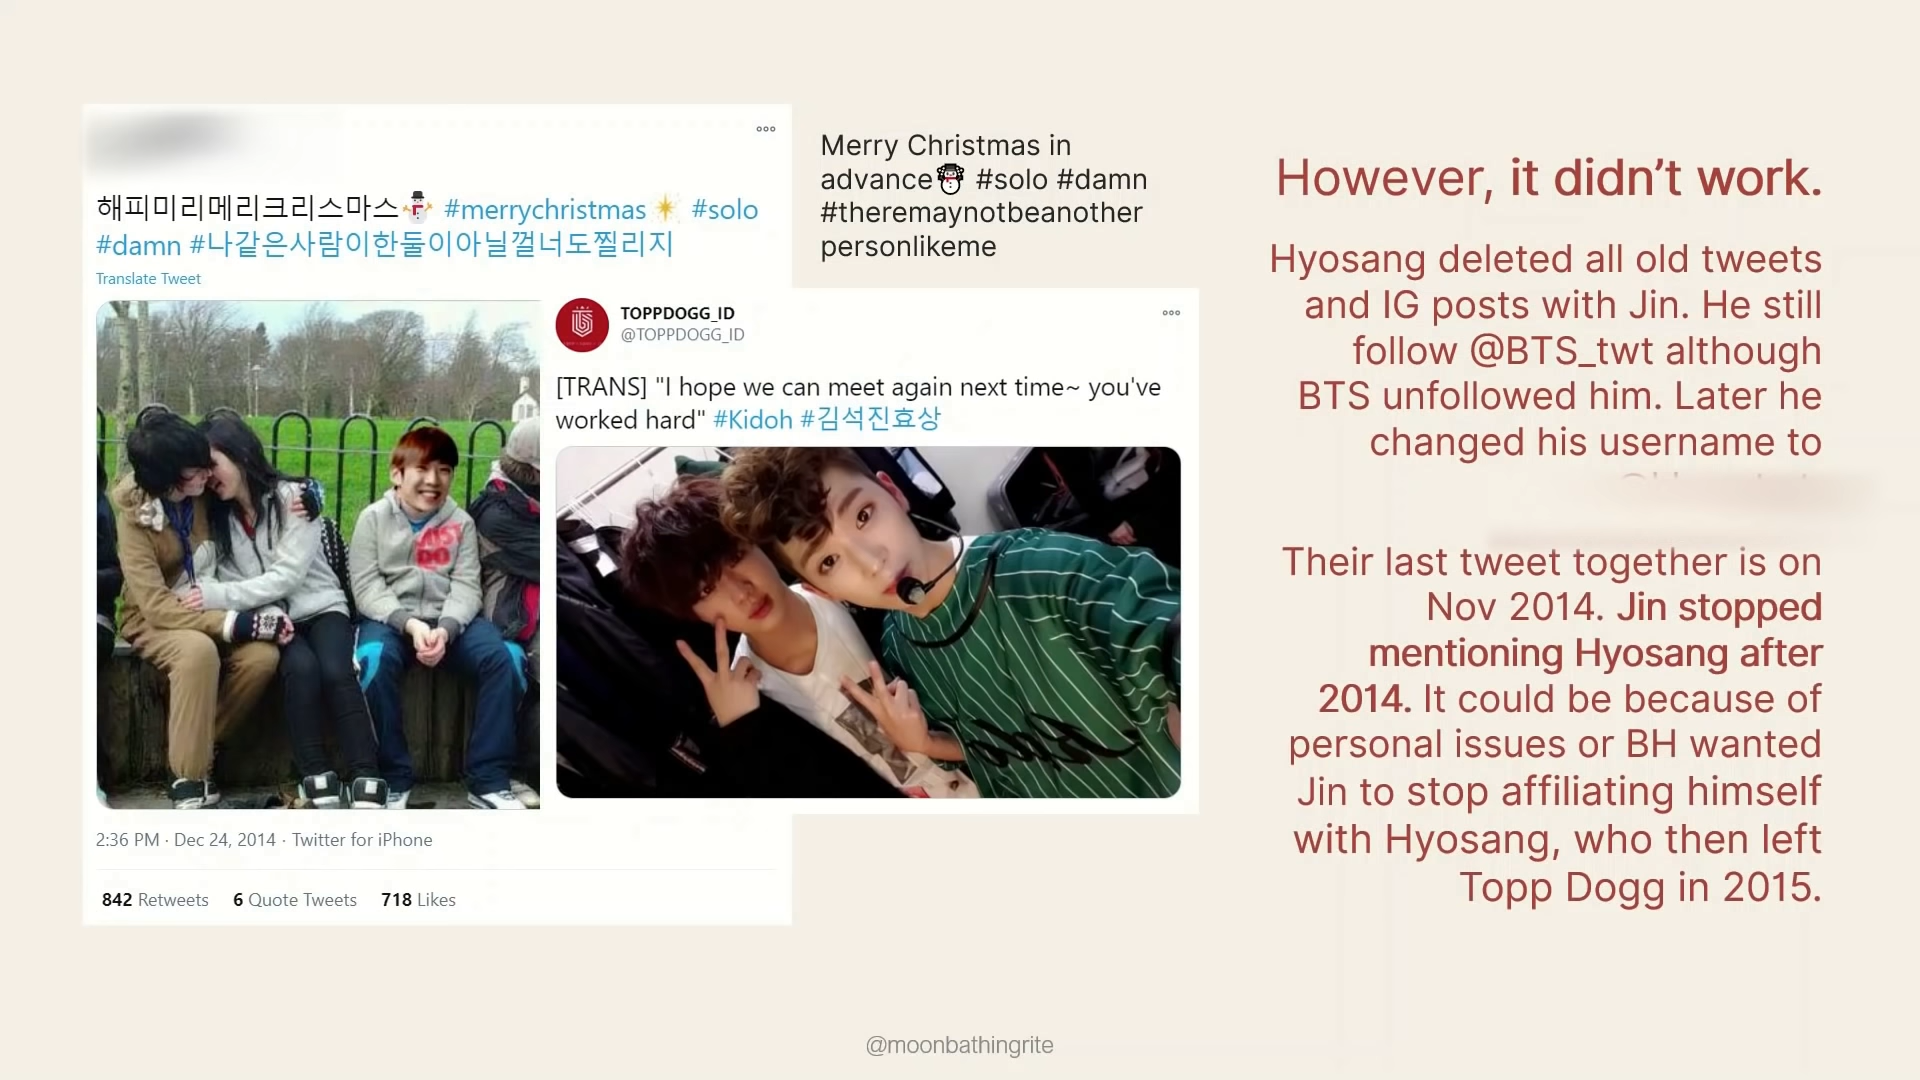 해피미리메리크리스마스⛄ #merrychristmas✨ #solo
#damn #나같은사람이한둘이아닐껄너도찔리지
Translate Tweet
2:36 PM · Dec 24, 2014 · Twitter for iPhone
842 Retweets 6 Quote Tweets 718 Likes
Merry Christmas in
advance☃ #solo #damn
#theremaynotbeanother
personlikeme
TOPPDOGG_ID
@TOPPDOGG_ID
[TRANS] "I hope we can meet again next time~ you've
worked hard" #Kidoh #김석진효상
However, it didn’t work.
Hyosang deleted all old tweets
and IG posts with Jin. He still
follow @BTS_twt although
BTS unfollowed him. Later he
changed his username to
Their last tweet together is on
Nov 2014. Jin stopped
mentioning Hyosang after
2014. It could be because of
personal issues or BH wanted
Jin to stop affiliating himself
with Hyosang, who then left
Topp Dogg in 2015.
@moonbathingrite